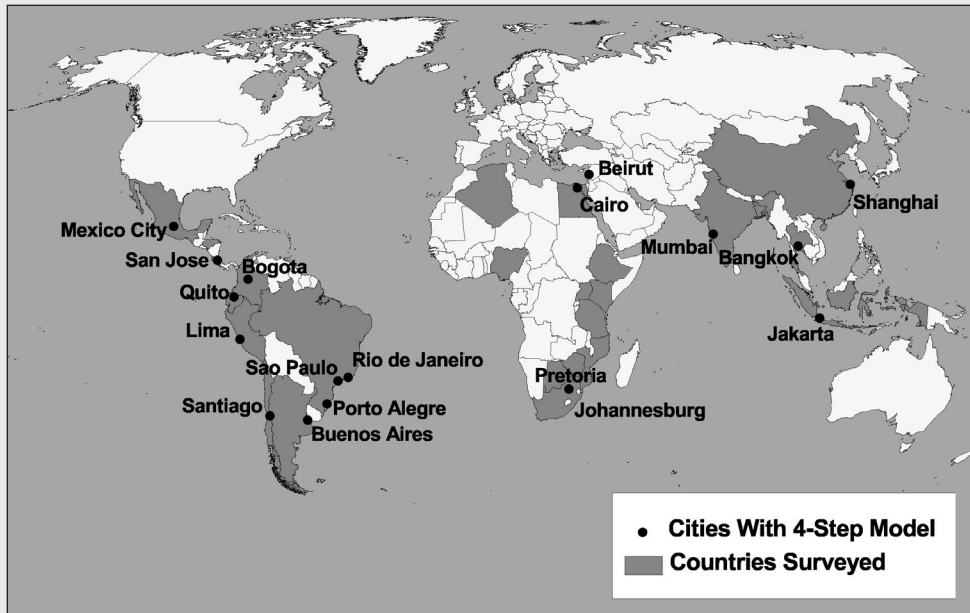 Beirut
Cairo
Shanghai
Mexico City
Mumbai
Bangkok
San Jose
Bogota
Quito
Lima
Jakarta
Rio de Janeiro
Sao Paulo
Pretoria
Santiago
Porto Alegre
Johannesburg
Buenos Aires
Cities With 4-Step Model
Countries Surveyed